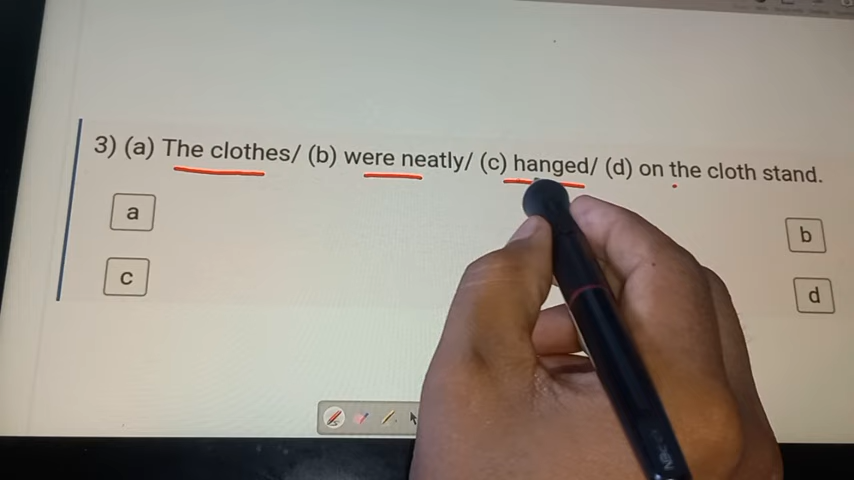 3) (a) The clothes/ (b) were neatly/ (c) hanged/ (d) on the cloth stand.
a
b
c
d